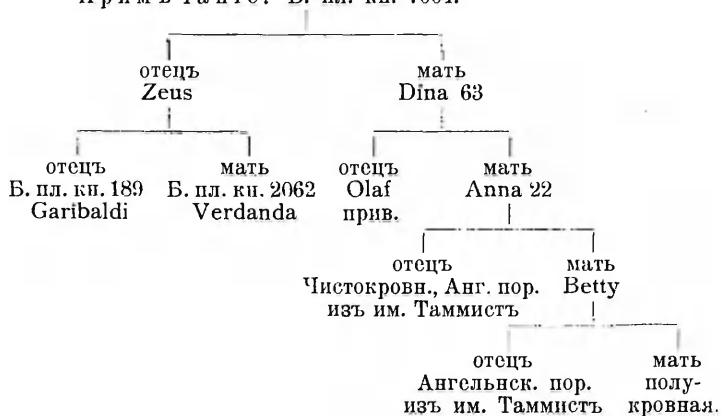 отецъ мать
Zeus Dina 63
отецъ мать отецъ мать
Б. пл. кн. 189 Б. пл. кн. 2062 Olaf Anna 22
Garibaldi Verdanda прив.
отецъ мать
Чистокровн., Анг. пор. Betty
изъ им. Таммистъ
отецъ мать
Ангельнск. пор. полу-
изъ им. Таммистъ кровная.